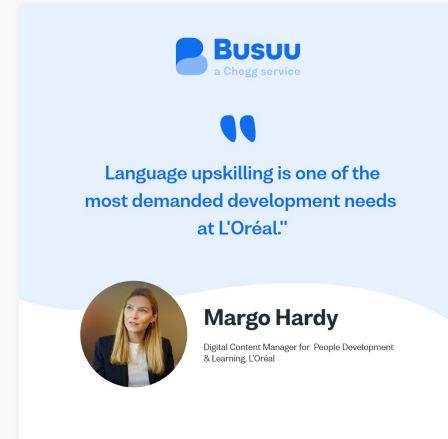 Busuu
a Chegg service
Language upskilling is one of the
most demanded development needs
at L'Oréal."
Margo Hardy
Digital Content Manager for People Development
& Learning, L'Oréal